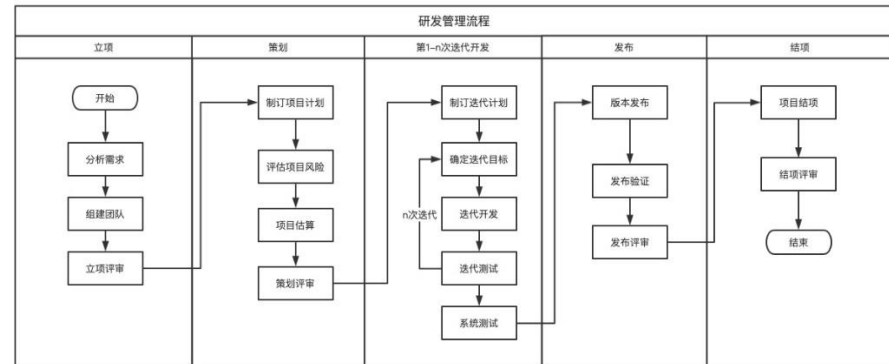 研发管理流程
立项
策划
第1-n次迭代开发
发布
结项
开始
分析需求
组建团队
立项评审
制订项目计划
评估项目风险
项目估算
策划评审
制订迭代计划
确定迭代目标
n次迭代
迭代开发
迭代测试
系统测试
版本发布
发布验证
发布评审
项目结项
结项评审
结束